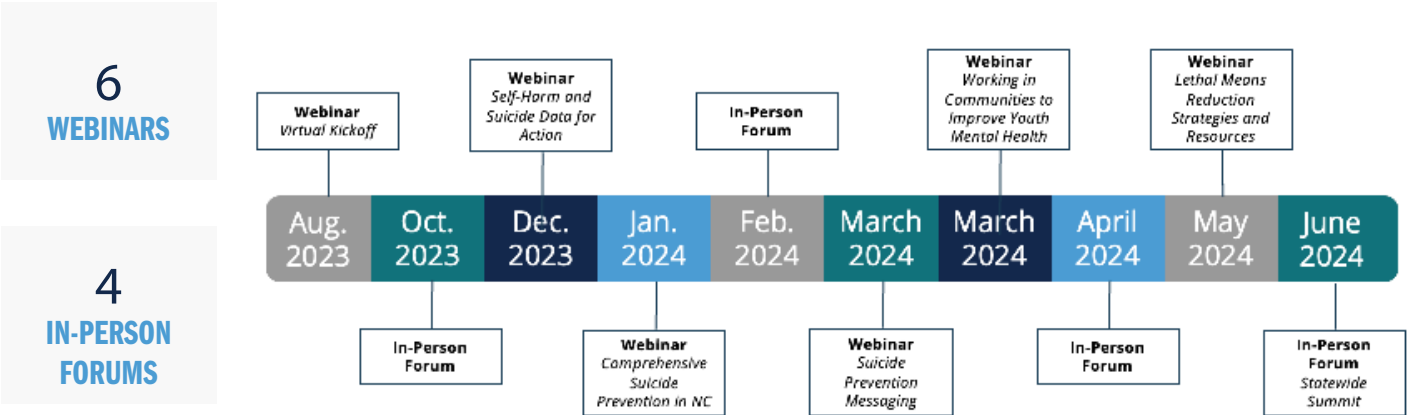 6
WEBINARS
4
IN-PERSON
FORUMS
Webinar
Virtual Kickoff
Webinar
Self-Harm and
Suicide Data for
Action
In-Person
Forum
Webinar
Working in
Communities to
Improve Youth
Mental Health
Webinar
Lethal Means
Reduction
Strategies and
Resources
Aug.
2023
Oct.
2023
Dec.
2023
Jan.
2024
Feb.
2024
March
2024
March
2024
April
2024
May
2024
June
2024
In-Person
Forum
Webinar
Comprehensive
Suicide
Prevention in NC
Webinar
Suicide
Prevention
Messaging
In-Person
Forum
In-Person
Forum
Statewide
Summit